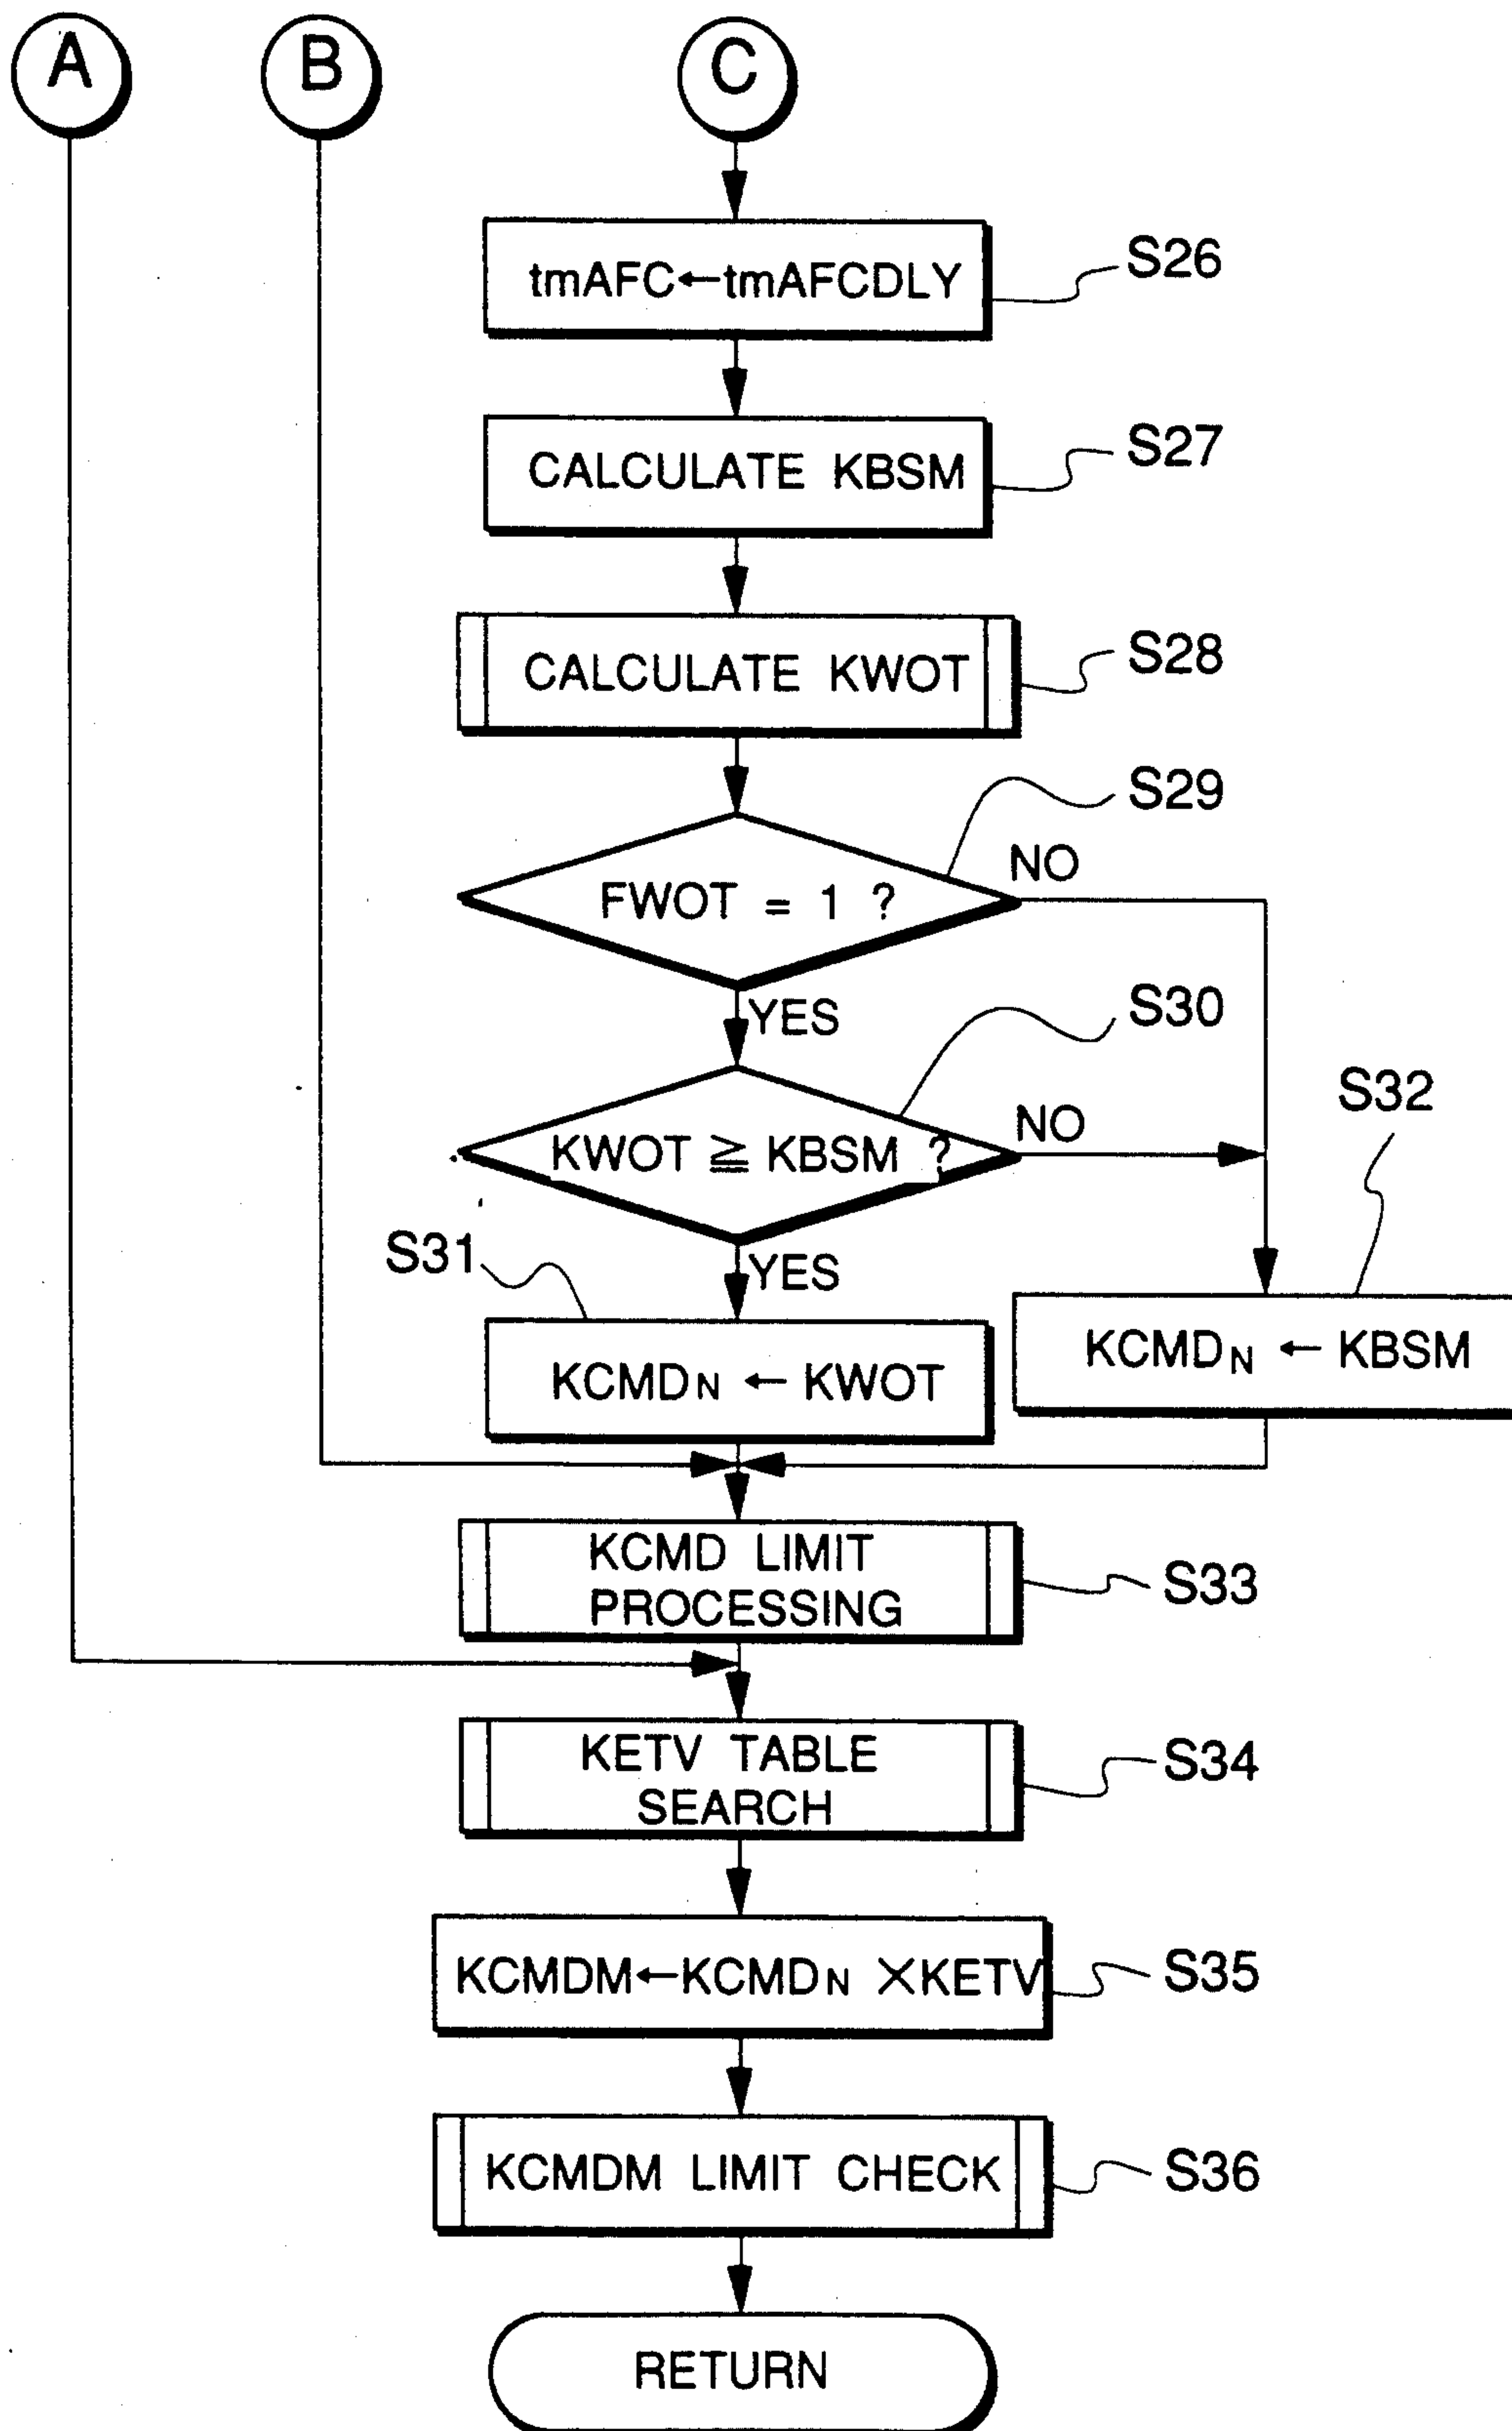 A
B
C
tmAFC←tmAFCDLY
S26
CALCULATE KBSM
S27
CALCULATE KWOT
S28
S29
FWOT = 1 ?
NO
YES
S30
KWOT ≧ KBSM ?
NO
S32
S31
YES
KCMDN ← KWOT
KCMDN ← KBSM
KCMD LIMIT
PROCESSING
S33
KETV TABLE
SEARCH
S34
KCMDM←KCMDN ×KETV
S35
KCMDM LIMIT CHECK
S36
RETURN